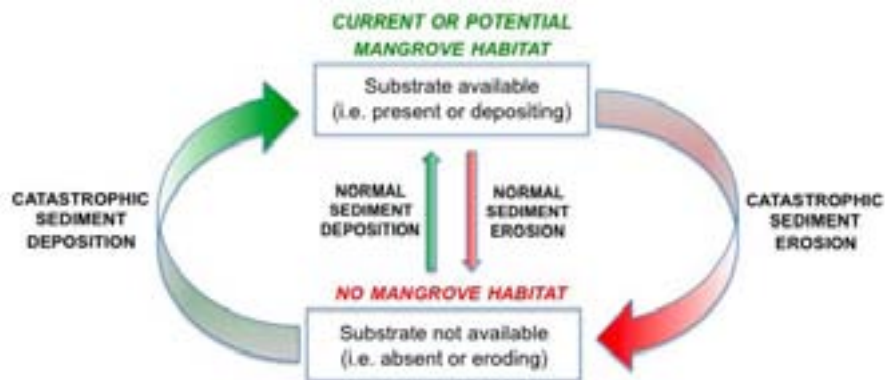 CURRENT OR POTENTIAL
MANGROVE HABITAT
Substrate available
(i.e. present or depositing)
CATASTROPHIC
SEDIMENT
DEPOSITION
NORMAL
SEDIMENT
DEPOSITION
NORMAL
SEDIMENT
EROSION
CATASTROPHIC
SEDIMENT
EROSION
NO MANGROVE HABITAT
Substrate not available
(i.e. absent or eroding)